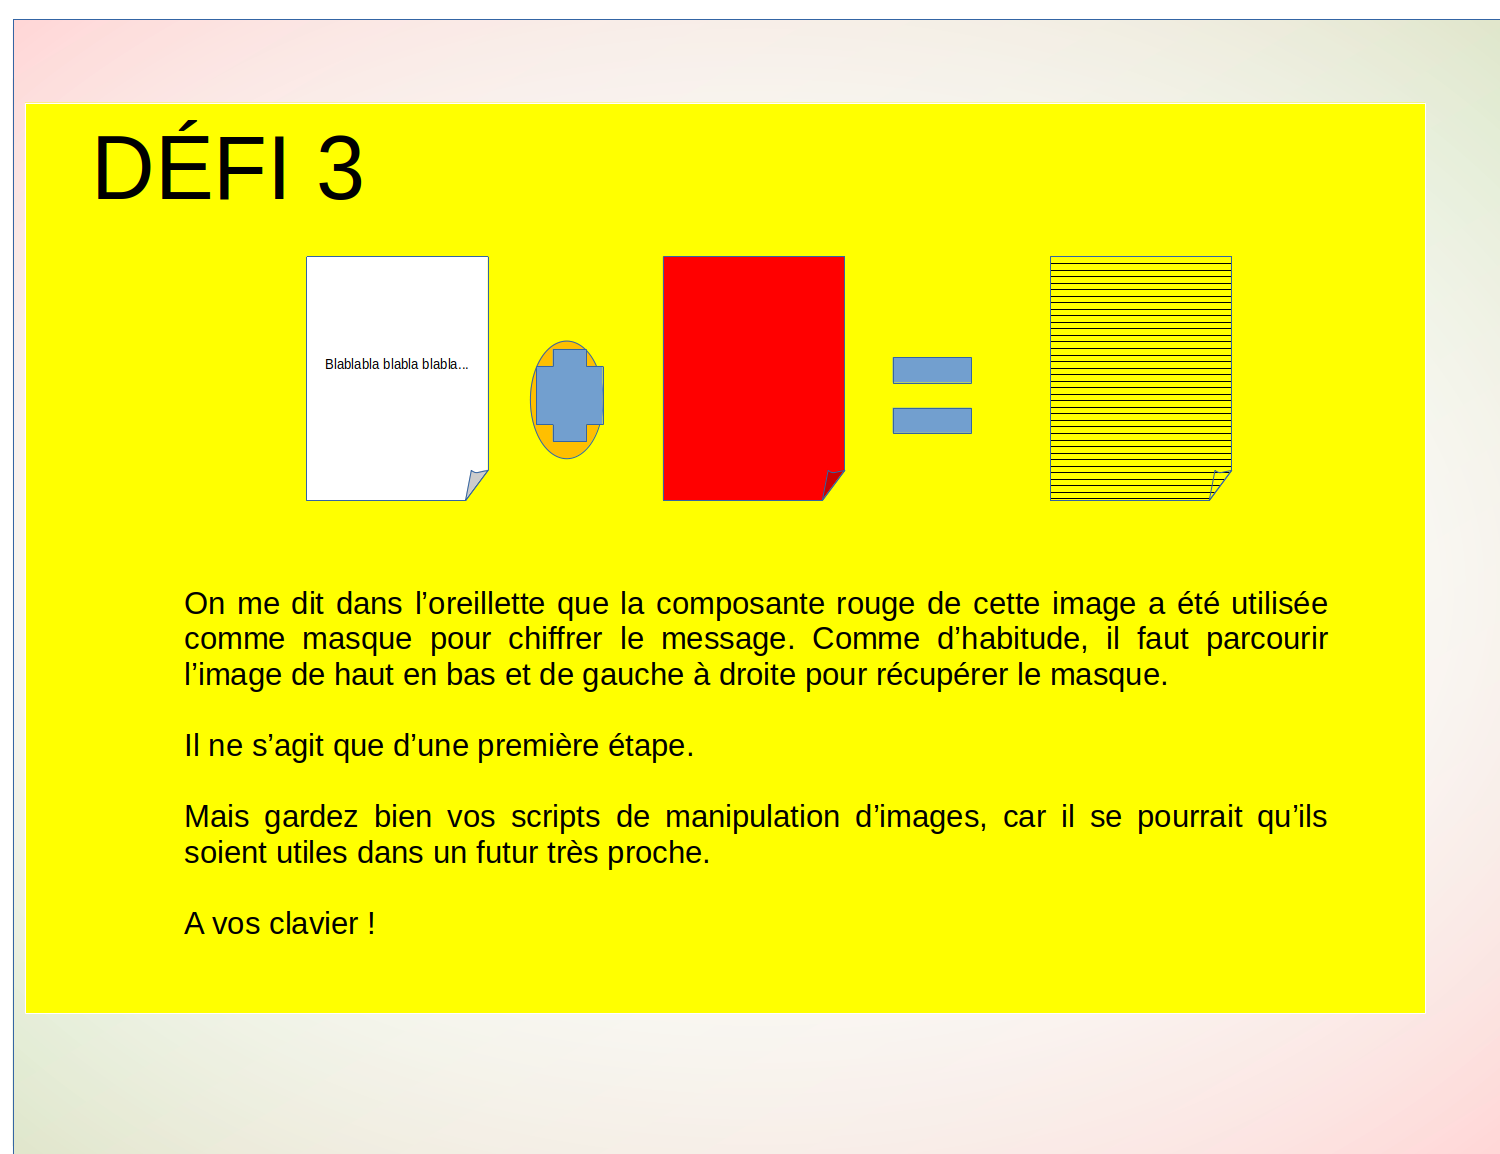 DÉFI 3
Blablabla blabla blabla...
On me dit dans l’oreillette que la composante rouge de cette image a été utilisée
comme masque pour chiffrer le message. Comme d’habitude, il faut parcourir
l’image de haut en bas et de gauche à droite pour récupérer le masque.
Il ne s’agit que d’une première étape.
Mais gardez bien vos scripts de manipulation d’images, car il se pourrait qu’ils
soient utiles dans un futur très proche.
A vos clavier !